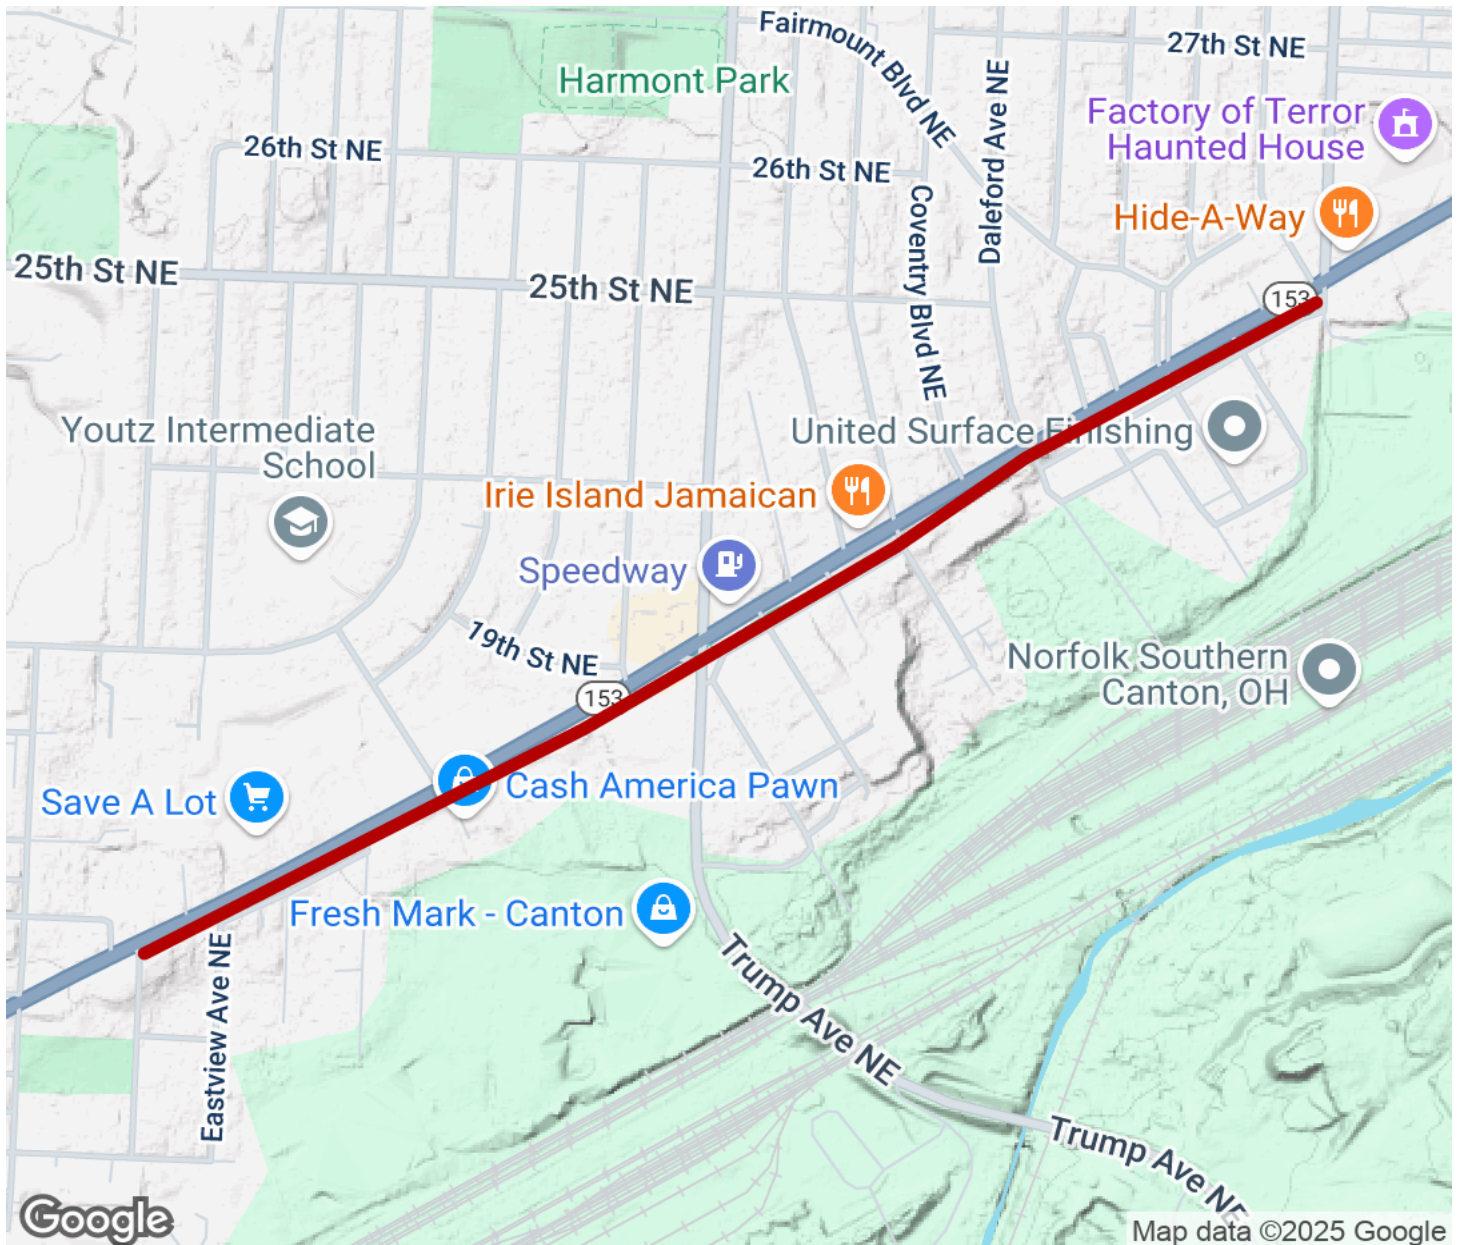 Fairmount Blvd NE
27th St NE
Harmont Park
Daleford Ave NE
Factory of Terror
Haunted House
26th St NE
26th St NE
Coventry Blvd NE
Hide-A-Way
25th St NE
25th St NE
153
Youtz Intermediate
School
United Surface Finishing
Irie Island Jamaican
Speedway
19th St NE
Norfolk Southern
Canton, OH
153
Save A Lot
Cash America Pawn
Fresh Mark - Canton
Eastview Ave NE
Trump Ave NE
Trump Ave NE
Google
Map data ©2025 Google